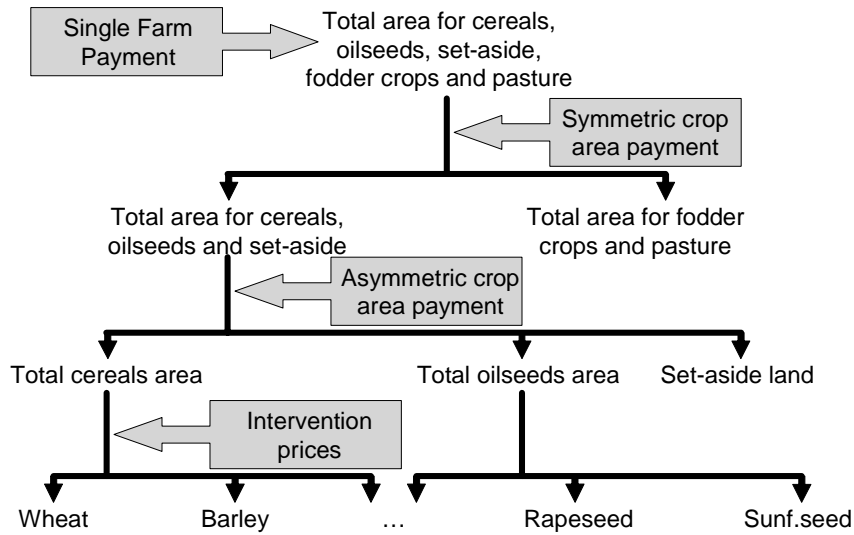 Single Farm
Payment
Total area for cereals,
oilseeds, set-aside,
fodder crops and pasture
Symmetric crop
area payment
Total area for cereals,
oilseeds and set-aside
Total area for fodder
crops and pasture
Asymmetric crop
area payment
Total cereals area
Total oilseeds area
Set-aside land
Intervention
prices
Wheat
Barley
...
Rapeseed
Sunf.seed